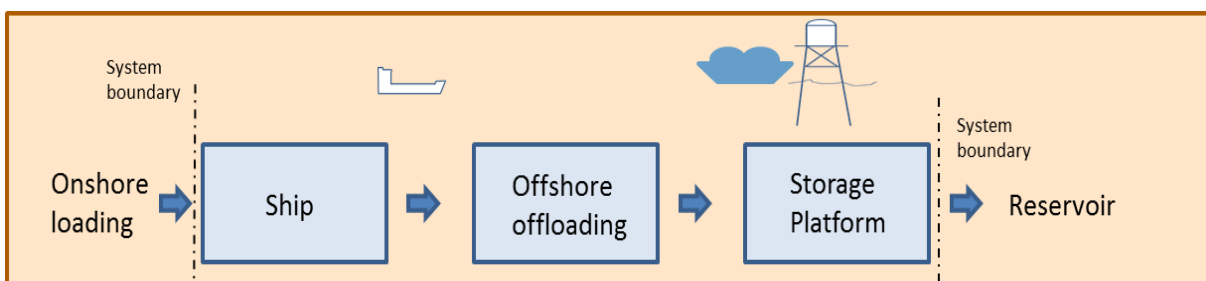 System
boundary
System
boundary
Onshore
loading
Ship
Offshore
offloading
Storage
Platform
Reservoir